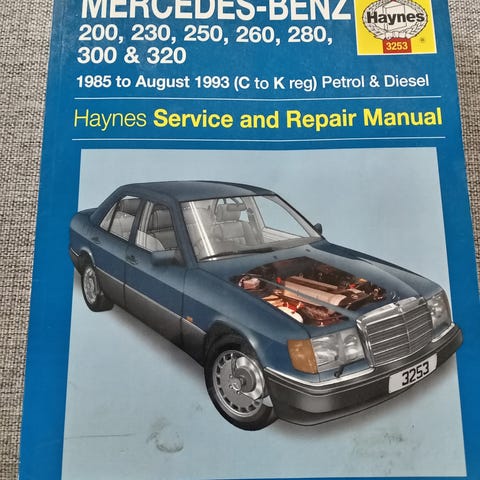 MERCEDES-BENZ
200, 230, 250, 260, 280,
300 & 320
Haynes
3253
1985 to August 1993 (C to K reg) Petrol & Diesel
Haynes Service and Repair Manual
3253